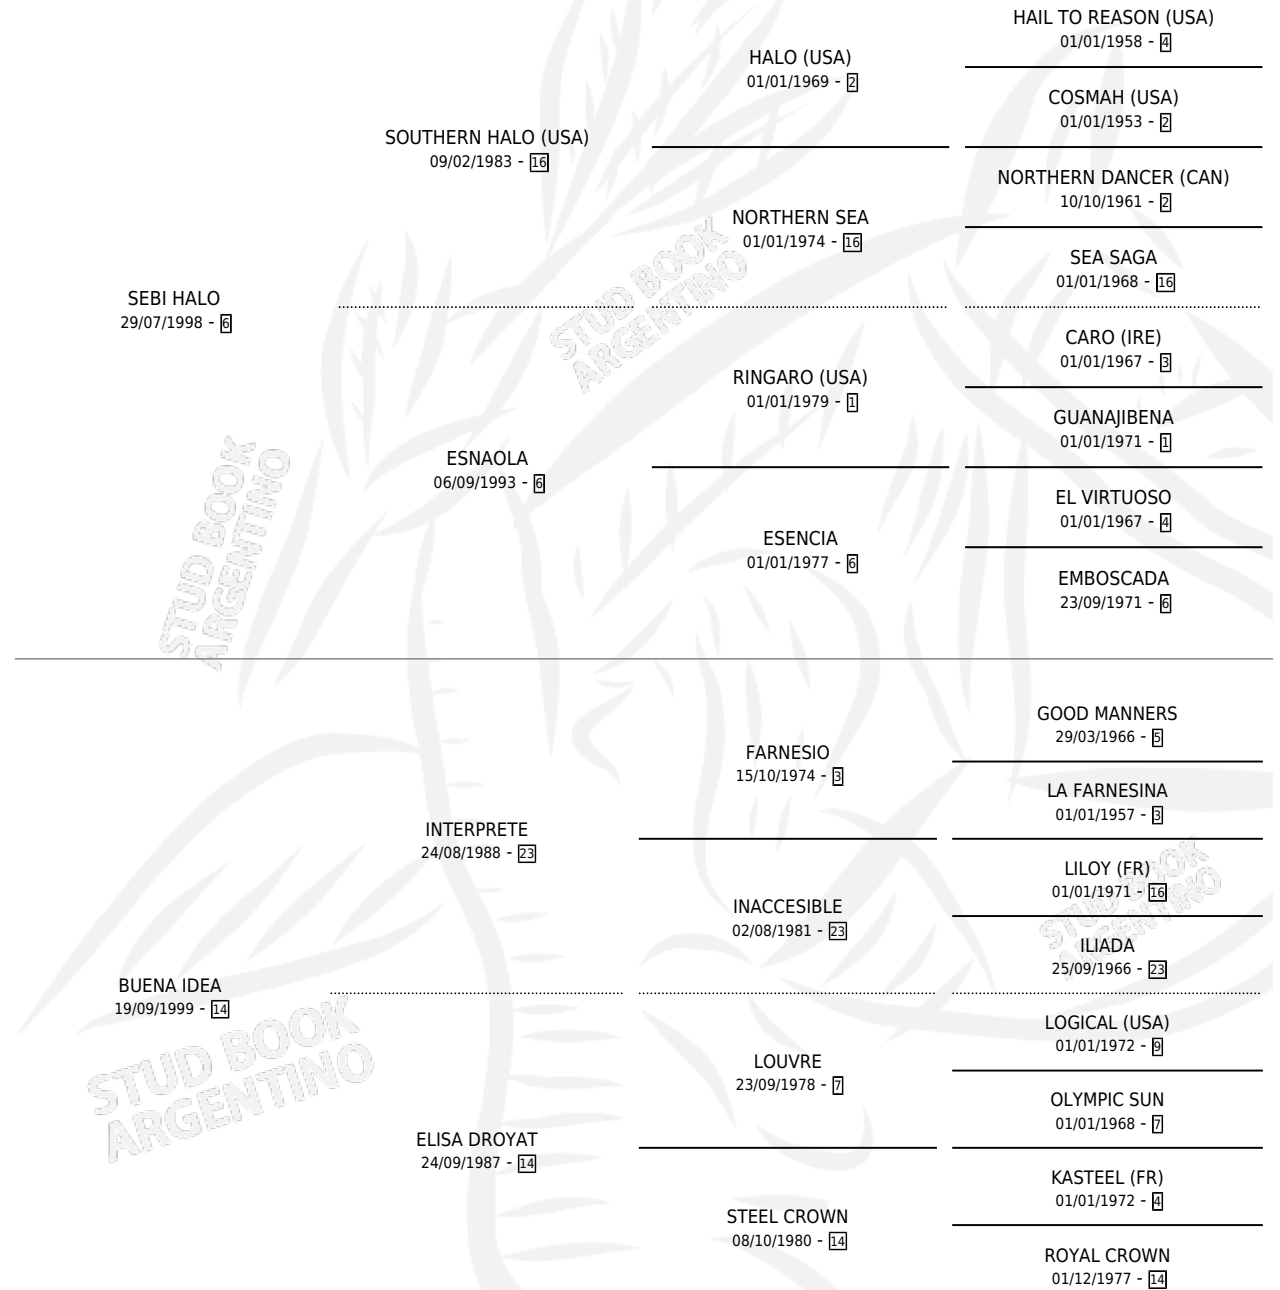 HAIL TO REASON (USA)
01/01/1958 - 4
HALO (USA)
01/01/1969 - 2
COSMAH (USA)
01/01/1953 - 2
SOUTHERN HALO (USA)
09/02/1983 - 16
NORTHERN DANCER (CAN)
10/10/1961 - 2
NORTHERN SEA
01/01/1974 - 16
SEA SAGA
01/01/1968 - 16
SEBI HALO
29/07/1998 - 6
CARO (IRE)
01/01/1967 - 3
RINGARO (USA)
01/01/1979 - 1
GUANAJIBENA
01/01/1971 - 1
ESNAOLA
06/09/1993 - 6
EL VIRTUOSO
01/01/1967 - 4
ESENCIA
01/01/1977 - 6
EMBOSCADA
23/09/1971 - 6
STUD BOOK
ARGENTINO
STUD BOOK
ARGENTINO
GOOD MANNERS
29/03/1966 - 5
FARNESIO
15/10/1974 - 3
LA FARNESINA
01/01/1957 - 3
INTERPRETE
24/08/1988 - 23
LILOY (FR)
01/01/1971 - 16
INACCESIBLE
02/08/1981 - 23
ILIADA
25/09/1966 - 23
BUENA IDEA
19/09/1999 - 14
LOGICAL (USA)
01/01/1972 - 9
LOUVRE
23/09/1978 - 7
OLYMPIC SUN
01/01/1968 - 7
ELISA DROYAT
24/09/1987 - 14
KASTEEL (FR)
01/01/1972 - 4
STEEL CROWN
08/10/1980 - 14
ROYAL CROWN
01/12/1977 - 14
STUD BOOK
ARGENTINO
STUD BOOK
ARGENTINO